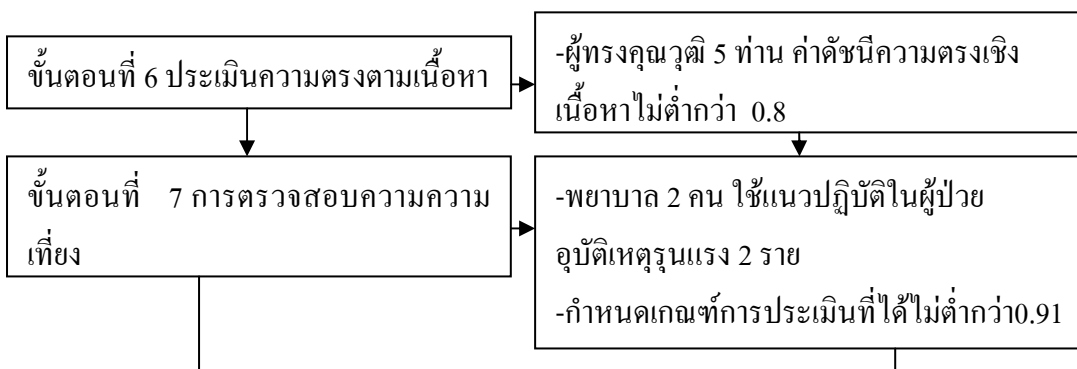 ขั้นตอนที่ 6 ประเมินความตรงตามเนื้อหา
-ผู้ทรงคุณวุฒิ 5 ท่าน ค่าดัชนีความตรงเชิง
เนื้อหาไม่ต่ำกว่า 0.8
ขั้นตอนที่ 7 การตรวจสอบความความ
เที่ยง
-พยาบาล 2 คน ใช้แนวปฏิบัติในผู้ป่วย
อุบัติเหตุรุนแรง 2 ราย
-กำหนดเกณฑ์การประเมินที่ได้ไม่ต่ำกว่า0.91